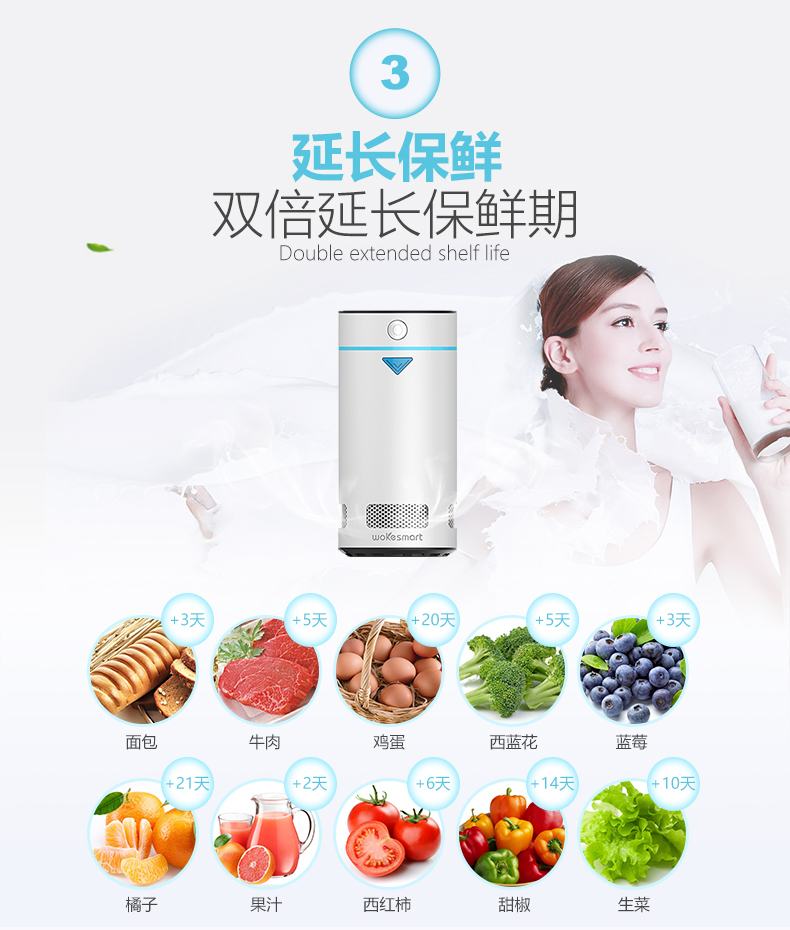 3
延长保鲜
双倍延长保鲜期
Double extended shelf life
woKesmart
+3天
+5天
+20天
+5天
+3天
面包
牛肉
鸡蛋
西蓝花
蓝莓
+21天
+2天
+6天
+14天
+10天
橘子
果汁
西红柿
甜椒
生菜